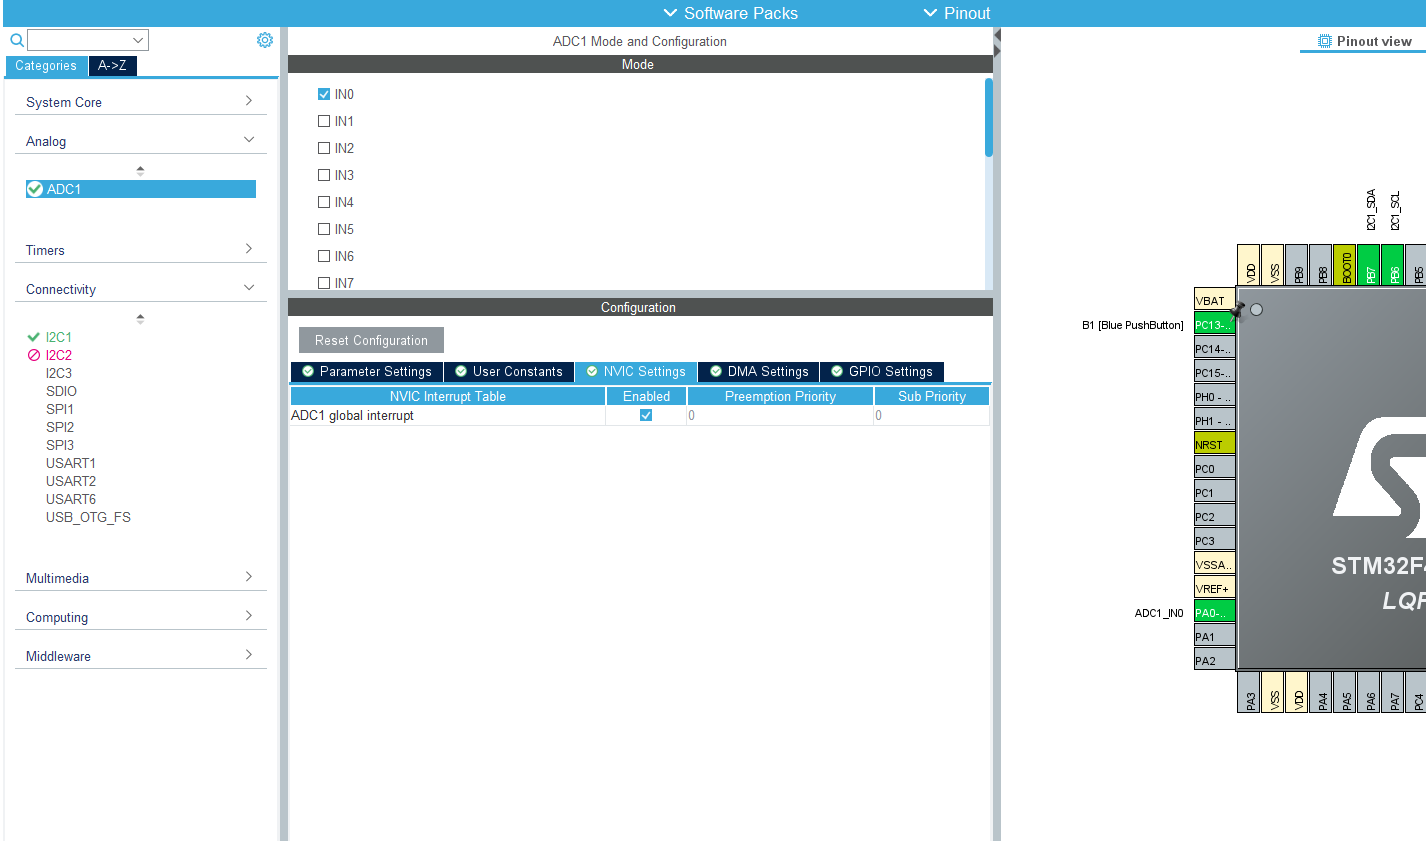 Software Packs
Pinout
ADC1 Mode and Configuration
Pinout view
Categories
A->Z
Mode
System Core
Analog
ADC1
Timers
Connectivity
I2C1
I2C2
I2C3
SDIO
SPI1
SPI2
SPI3
USART1
USART2
USART6
USB_OTG_FS
Multimedia
Computing
Middleware
IN0
IN1
IN2
IN3
IN4
IN5
IN6
IN7
Configuration
Reset Configuration
Parameter Settings
User Constants
NVIC Settings
DMA Settings
GPIO Settings
NVIC Interrupt Table Enabled Preemption Priority Sub Priority
ADC1 global interrupt 0 0
I2C1_SDA
I2C1_SCL
VDD
VSS
PB9
PB8
BOOT0
PB7
PB6
PB5
VBAT
B1 [Blue PushButton] PC13-..
PC14-..
PC15-..
PH0 - ..
PH1 - ..
NRST
PC0
PC1
PC2
PC3
VSSA..
VREF+
ADC1_IN0 PA0-..
PA1
PA2
STM32F4
LQF
PA3
VSS
VDD
PA4
PA5
PA6
PA7
PC4